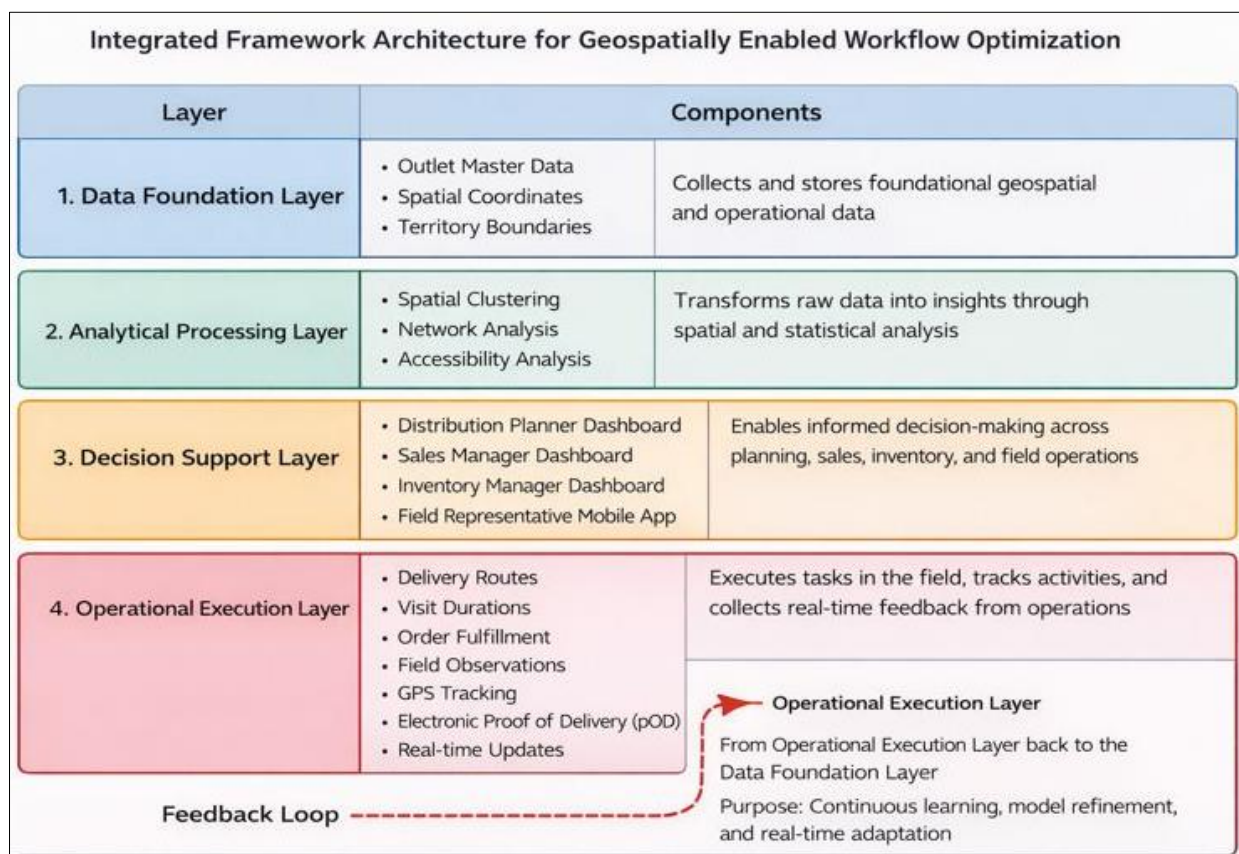 Integrated Framework Architecture for Geospatially Enabled Workflow Optimization
Layer
Components
1. Data Foundation Layer
• Outlet Master Data
• Spatial Coordinates
• Territory Boundaries
Collects and stores foundational geospatial
and operational data
2. Analytical Processing Layer
• Spatial Clustering
• Network Analysis
• Accessibility Analysis
Transforms raw data into insights through
spatial and statistical analysis
3. Decision Support Layer
• Distribution Planner Dashboard
• Sales Manager Dashboard
• Inventory Manager Dashboard
• Field Representative Mobile App
Enables informed decision-making across
planning, sales, inventory, and field operations
4. Operational Execution Layer
• Delivery Routes
• Visit Durations
• Order Fulfillment
• Field Observations
• GPS Tracking
• Electronic Proof of Delivery (pOD)
• Real-time Updates
Executes tasks in the field, tracks activities, and
collects real-time feedback from operations
Operational Execution Layer
From Operational Execution Layer back to the
Data Foundation Layer
Purpose: Continuous learning, model refinement,
and real-time adaptation
Feedback Loop